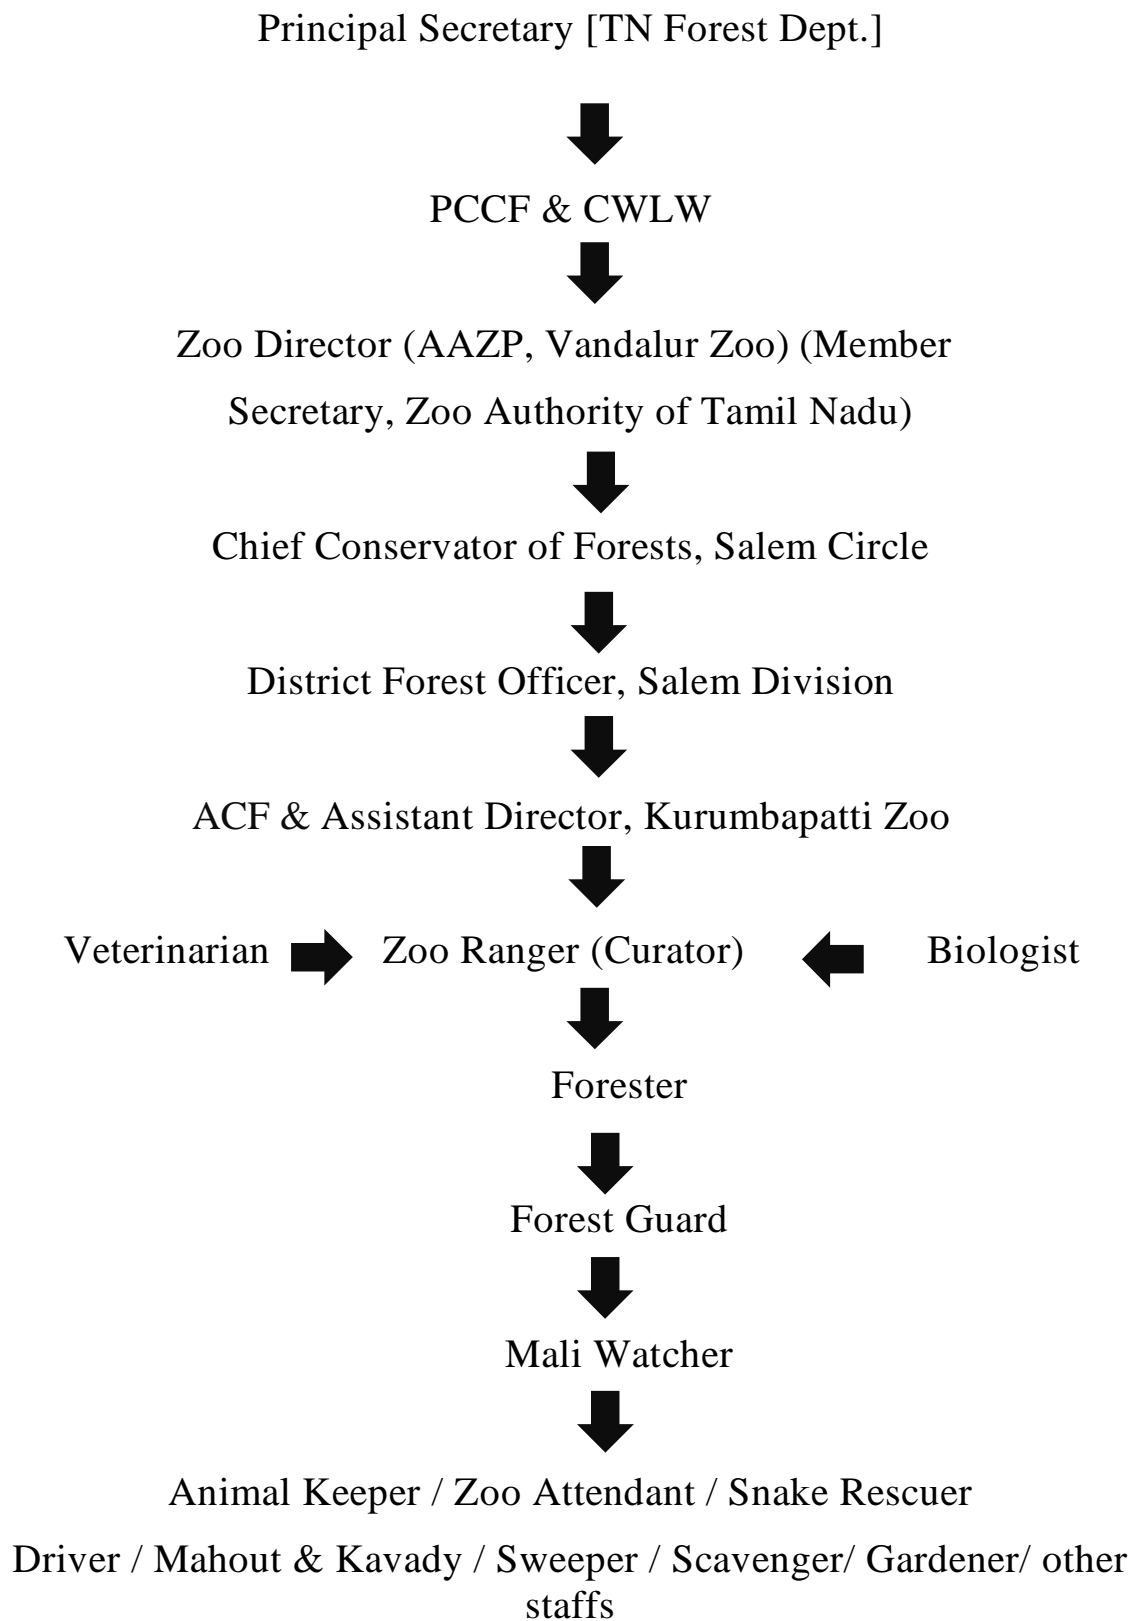 Principal Secretary [TN Forest Dept.]
PCCF & CWLW
Zoo Director (AAZP, Vandalur Zoo) (Member
Secretary, Zoo Authority of Tamil Nadu)
Chief Conservator of Forests, Salem Circle
District Forest Officer, Salem Division
ACF & Assistant Director, Kurumbapatti Zoo
Veterinarian Zoo Ranger (Curator) Biologist
Forester
Forest Guard
Mali Watcher
Animal Keeper / Zoo Attendant / Snake Rescuer
Driver / Mahout & Kavady / Sweeper / Scavenger/ Gardener/ other
staffs